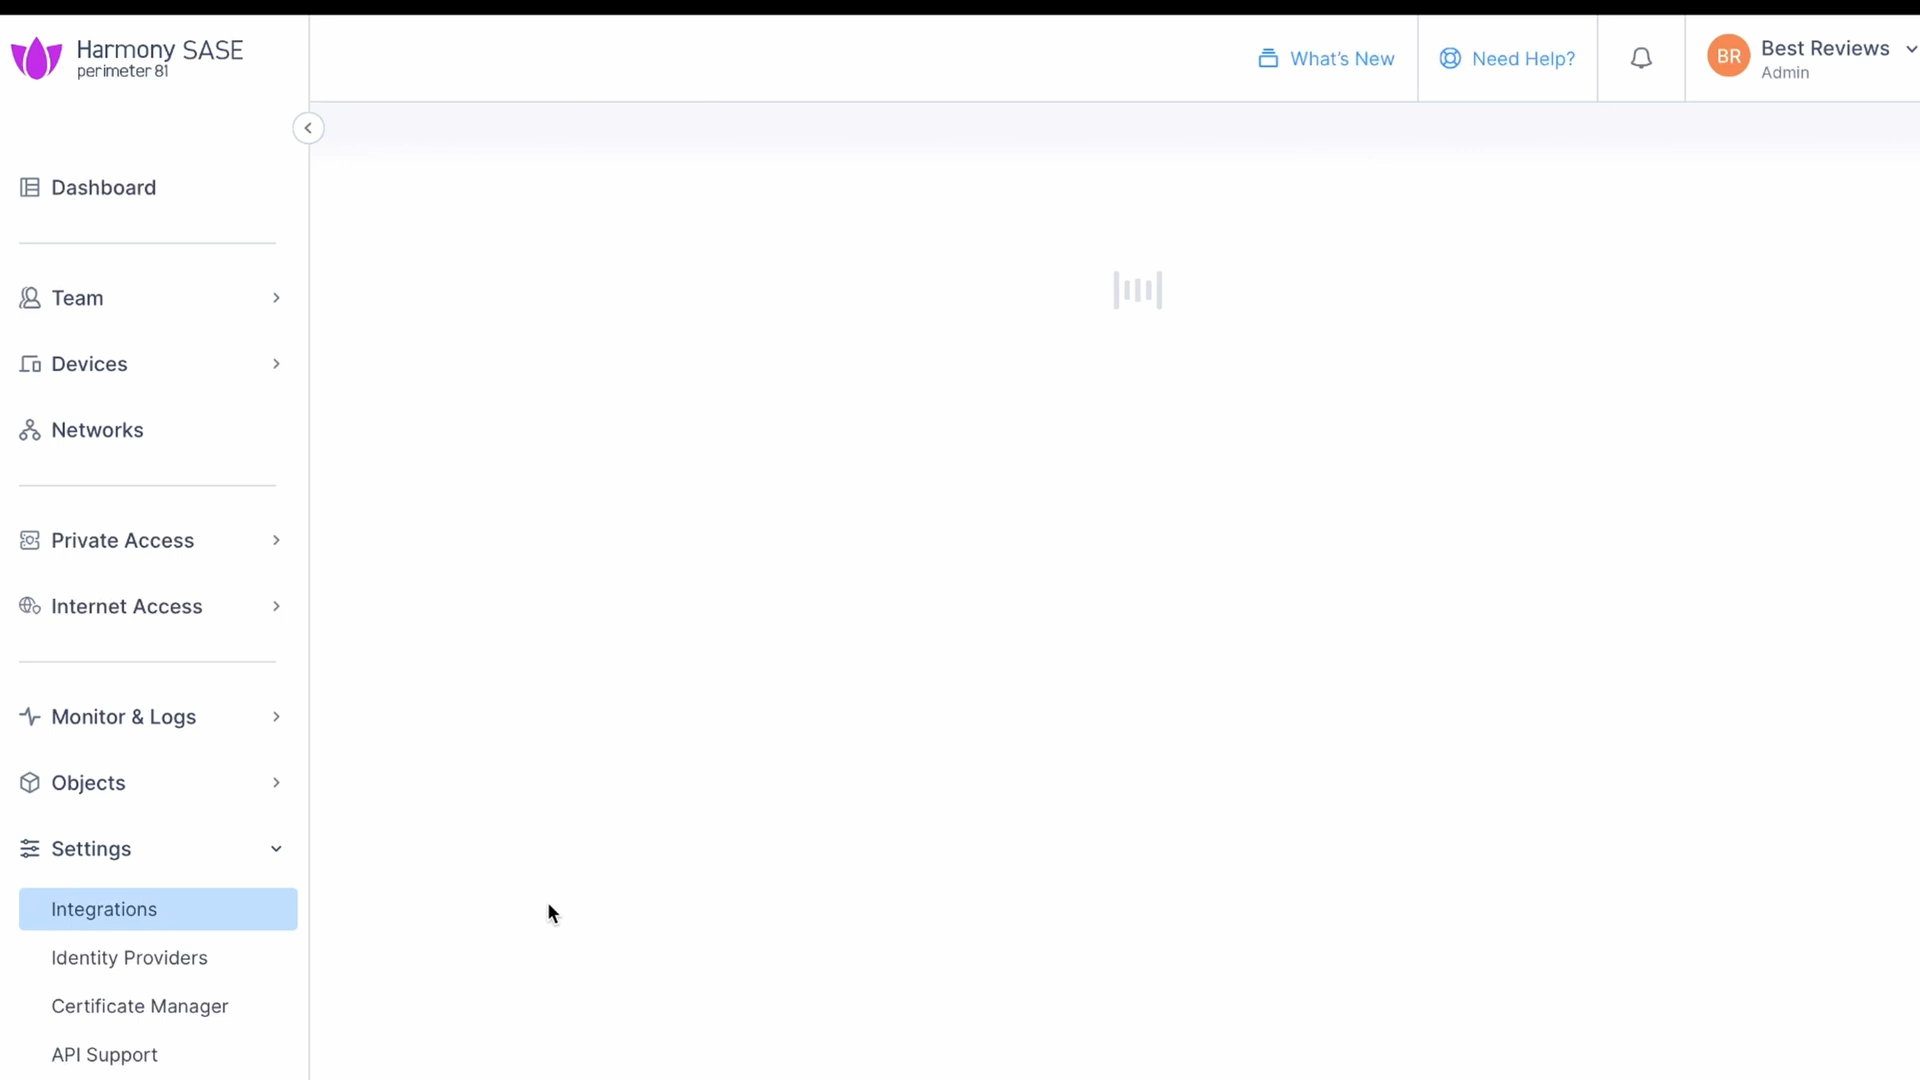 Harmony SASE
perimeter 81
What's New
Need Help?
BR
Best Reviews
Admin
Dashboard
Team
Devices
Networks
Private Access
Internet Access
Monitor & Logs
Objects
Settings
Integrations
Identity Providers
Certificate Manager
API Support